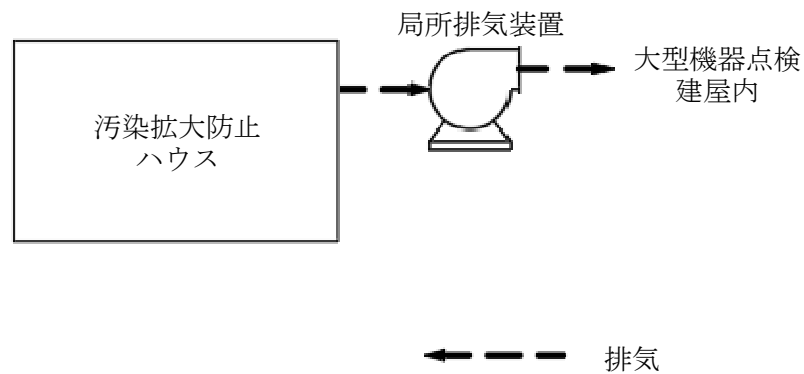 局所排気装置
大型機器点検
建屋内
汚染拡大防止
ハウス
排気